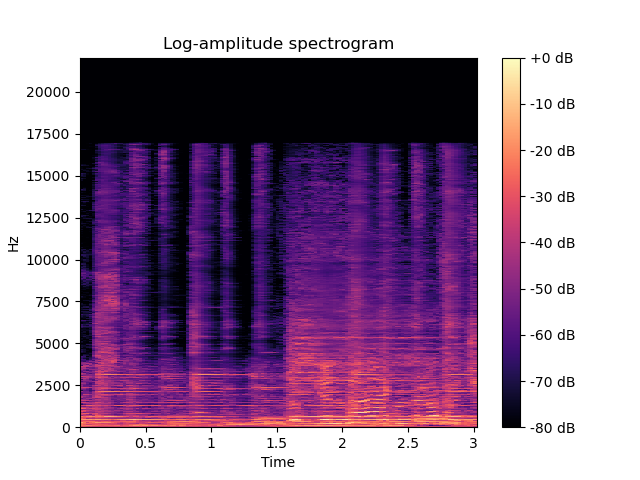 Log-amplitude spectrogram
20000
17500
15000
12500
10000
7500
5000
2500
0
Hz
0 0.5 1 1.5 2 2.5 3
Time
+0 dB
-10 dB
-20 dB
-30 dB
-40 dB
-50 dB
-60 dB
-70 dB
-80 dB